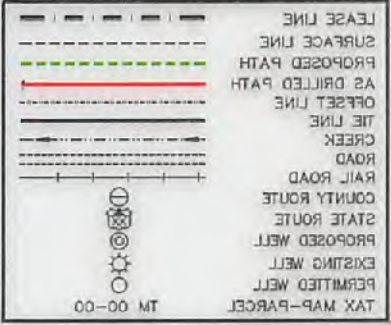 LEASE LINE
SURFACE LINE
PROPOSED PATH
AS DRILLED PATH
OFFSET LINE
TIE LINE
CREEK
ROAD
RAIL ROAD
COUNTY ROUTE
STATE ROUTE
PROPOSED WELL
EXISTING WELL
PERMITTED WELL
TAX MAP-PARCEL TM 00-00